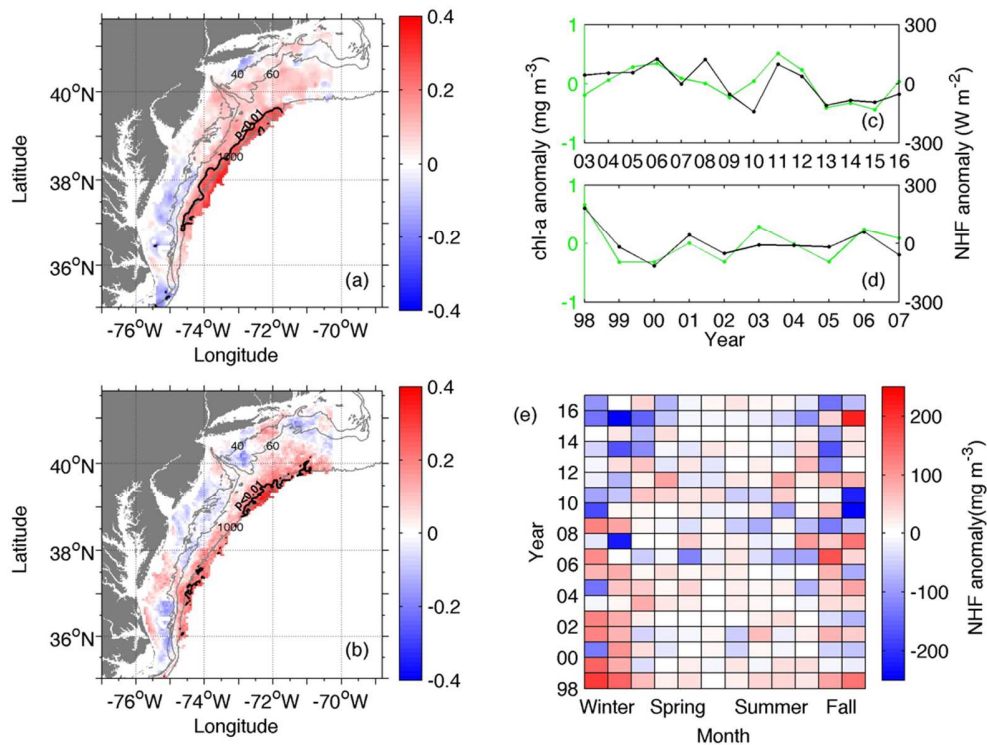 0.4
0.2
0
-0.2
-0.4
40°N
38°N
36°N
Latitude
40
60
P=0.01
(a)
-76°W -74°W -72°W -70°W
Longitude
0.4
0.2
0
-0.2
-0.4
40°N
38°N
36°N
Latitude
40
60
P=0.01
1000
(b)
-76°W -74°W -72°W -70°W
Longitude
1
0
-1
300
0
-300
(c)
03 04 05 06 07 08 09 10 11 12 13 14 15 16
chl-a anomaly (mg m-3)
NHF anomaly (W m-2)
1
0
-1
300
0
-300
(d)
98 99 00 01 02 03 04 05 06 07
Year
(e)
16
14
12
10
08
06
04
02
00
98
Year
Winter Spring Summer Fall
Month
200
100
0
-100
-200
NHF anomaly(mg m-3)